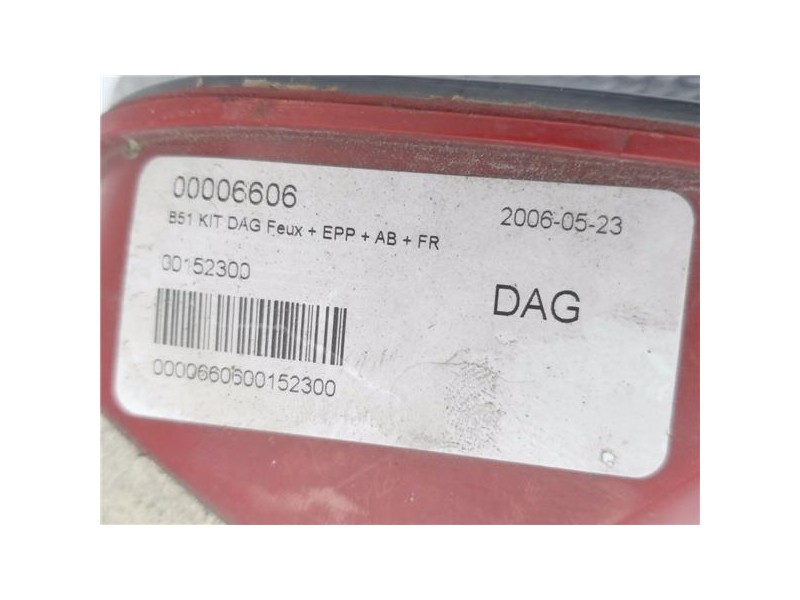 00006606
2006-05-23
B51 KIT DAG Feux + EPP + AB + FR
00152300
DAG
0000660600152300